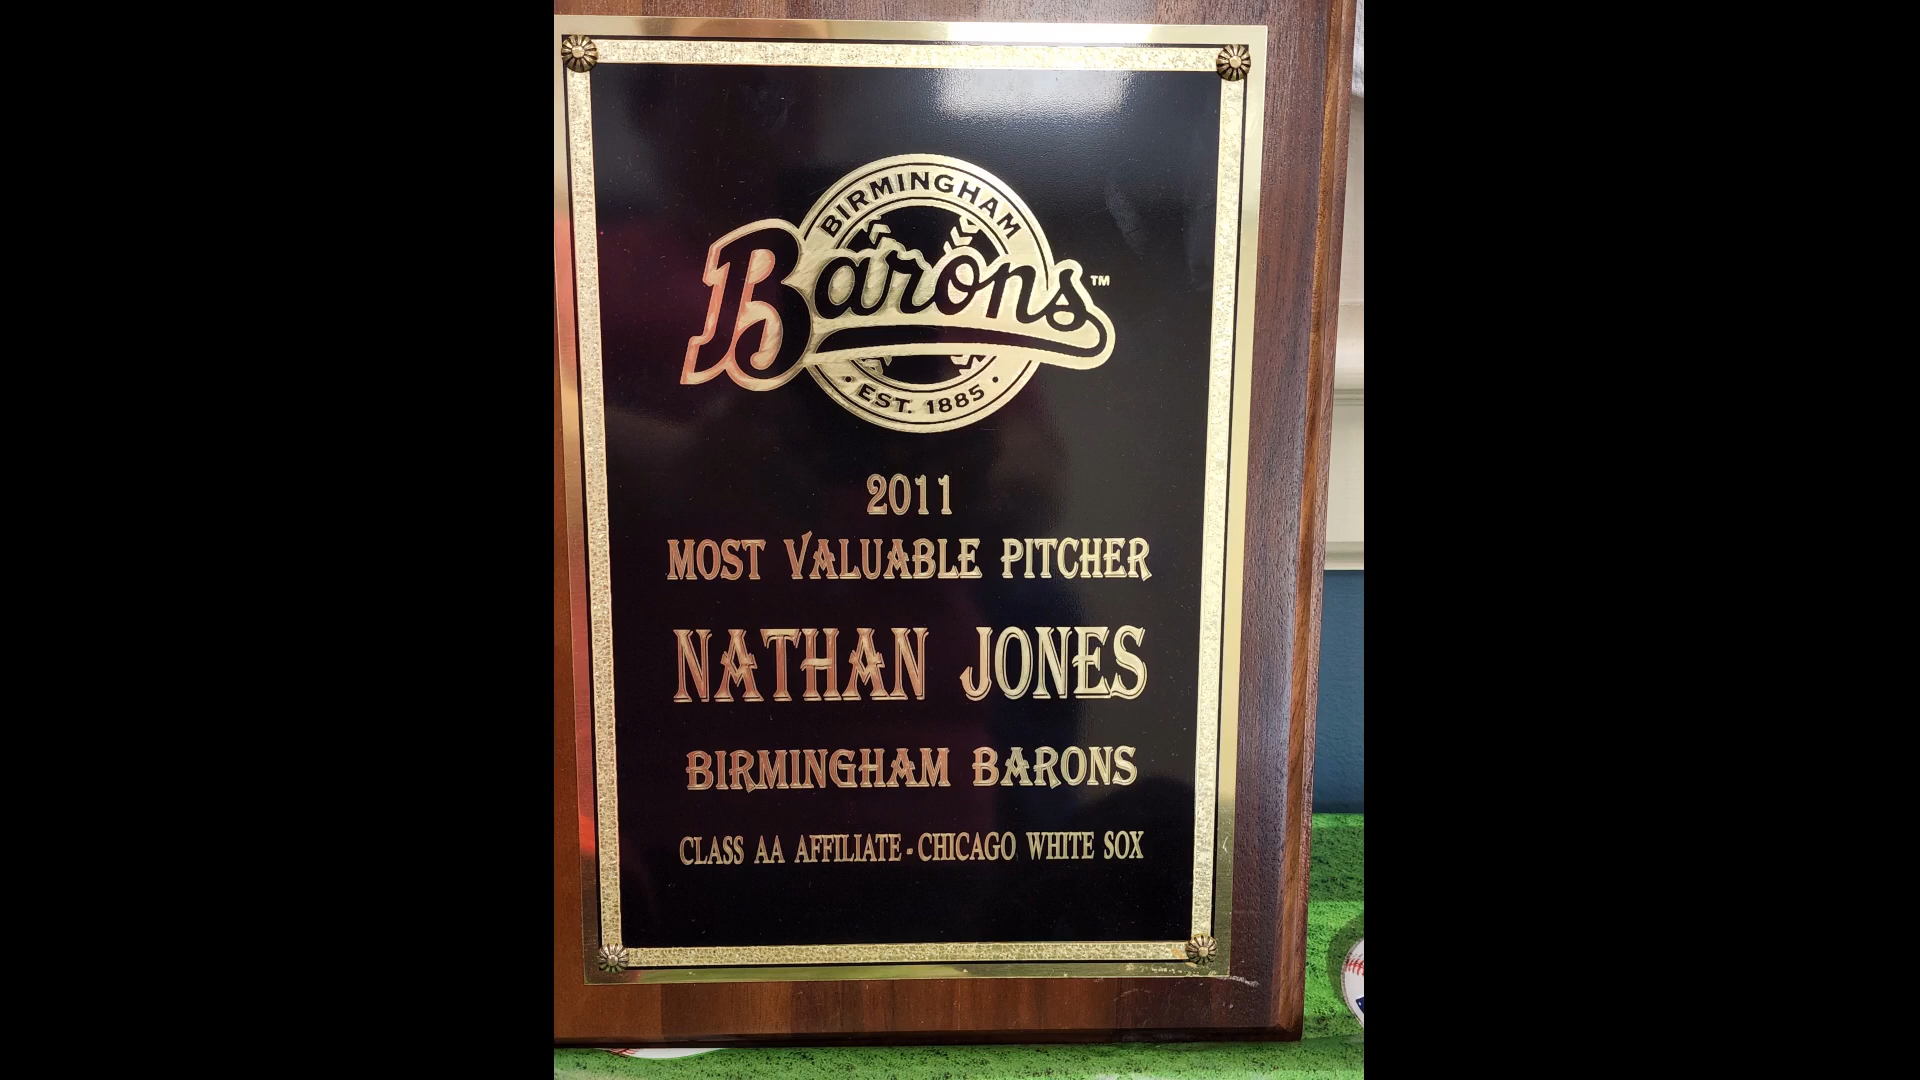 BIRMINGHAM
Barons™
• EST. 1885 •
2011
MOST VALUABLE PITCHER
NATHAN JONES
BIRMINGHAM BARONS
CLASS AA AFFILIATE - CHICAGO WHITE SOX